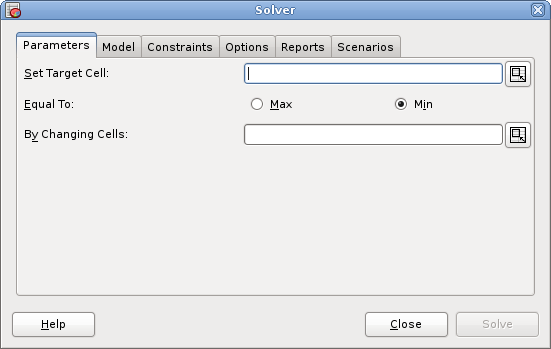 Solver
Parameters Model Constraints Options Reports Scenarios
Set Target Cell:
Equal To: Max Min
By Changing Cells:
Help Close Solve